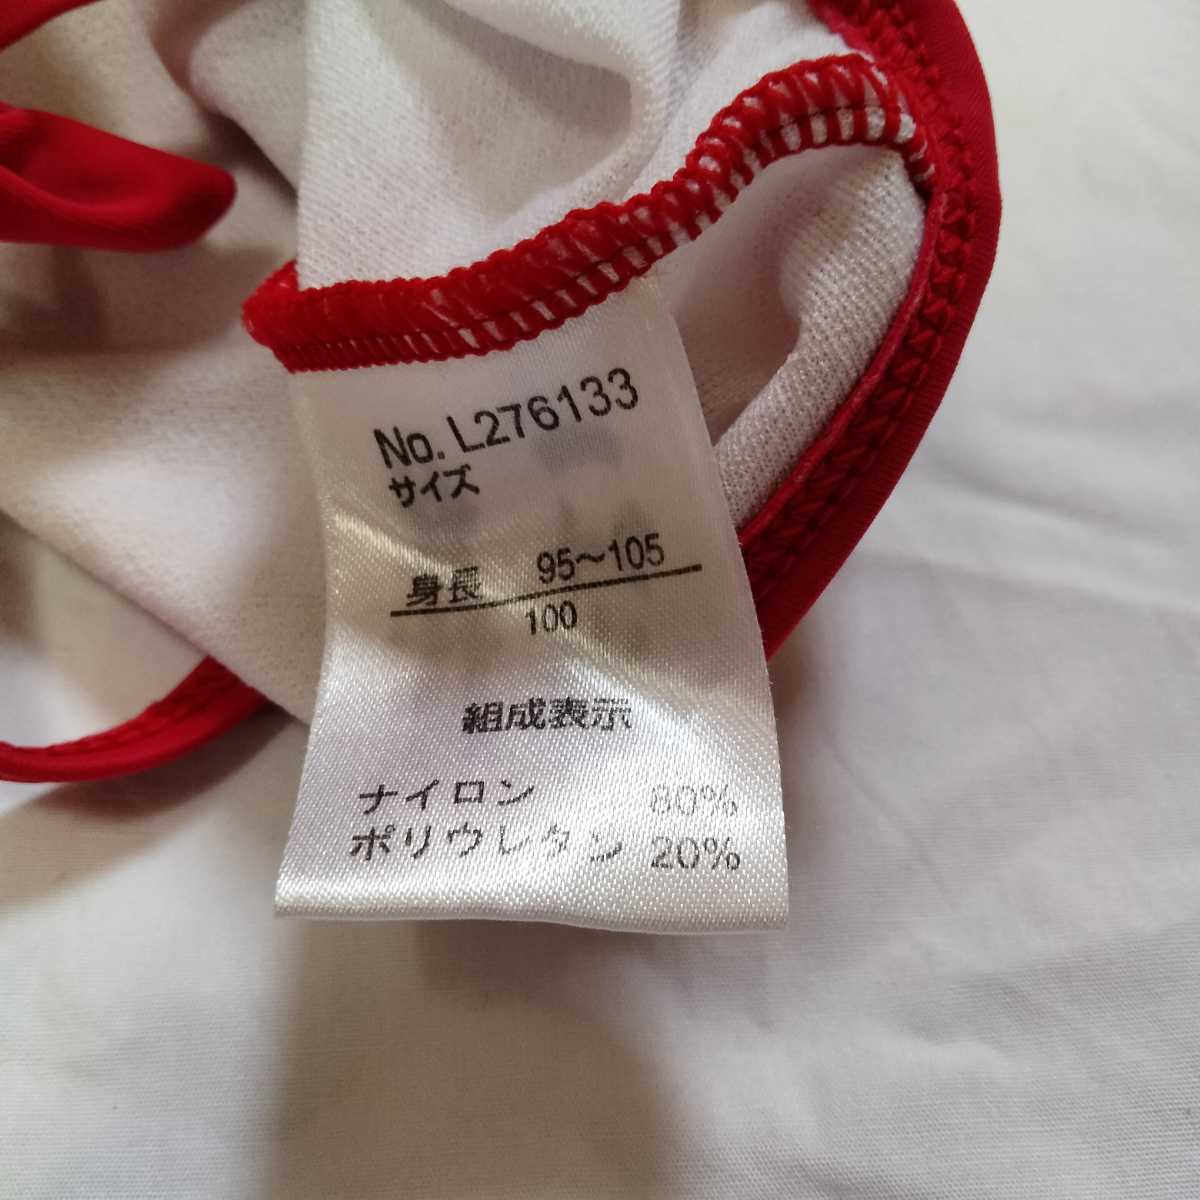 No. L276133
サイズ
身長 95～105
100
組成表示
ナイロン 80%
ポリウレタン 20%